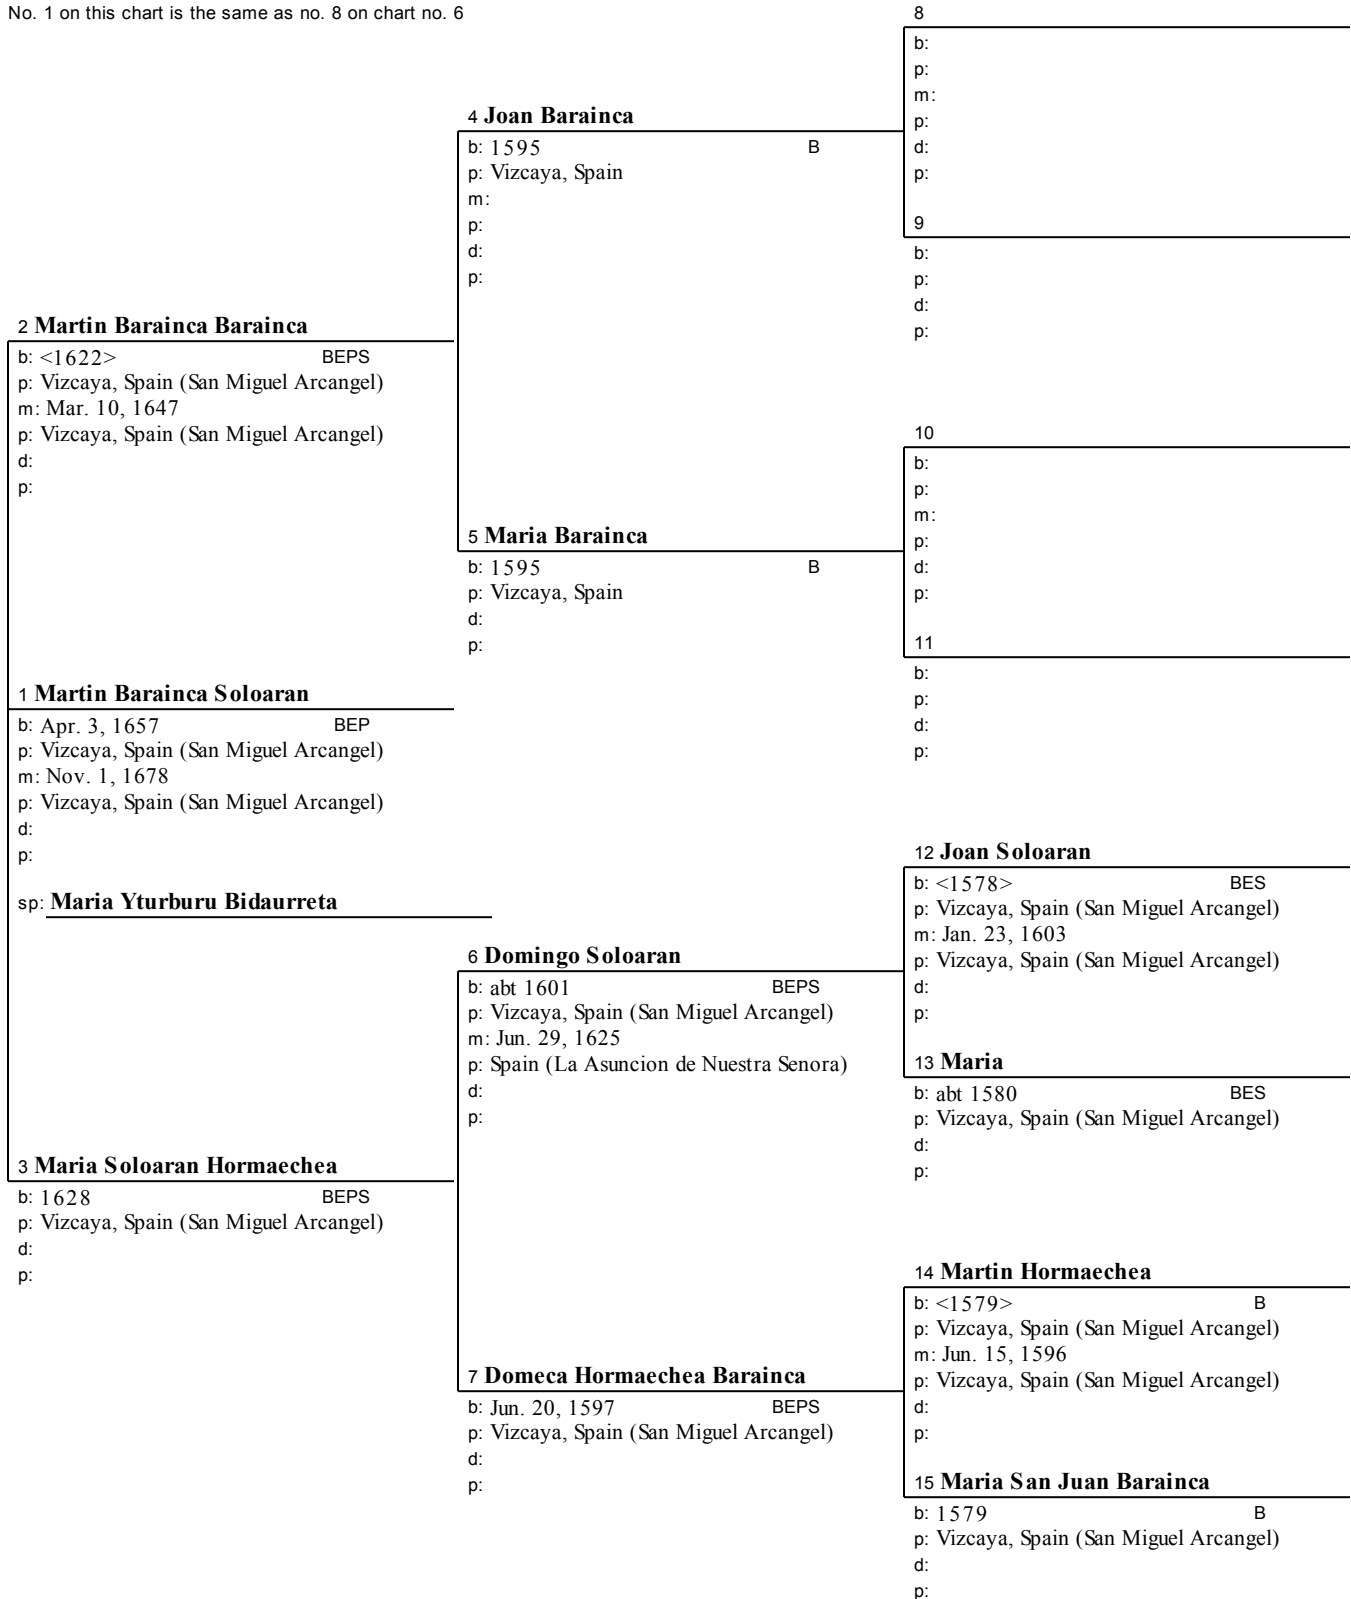 No. 1 on this chart is the same as no. 8 on chart no. 6
8
b:
p:
m:
p:
d:
p:
4 Joan Barainca
b: 1595 B
p: Vizcaya, Spain
m:
p:
d:
p:
9
b:
p:
d:
p:
2 Martin Barainca Barainca
b: <1622> BEPS
p: Vizcaya, Spain (San Miguel Arcangel)
m: Mar. 10, 1647
p: Vizcaya, Spain (San Miguel Arcangel)
d:
p:
10
b:
p:
m:
p:
d:
p:
5 Maria Barainca
b: 1595 B
p: Vizcaya, Spain
d:
p:
11
b:
p:
d:
p:
1 Martin Barainca Soloaran
b: Apr. 3, 1657 BEP
p: Vizcaya, Spain (San Miguel Arcangel)
m: Nov. 1, 1678
p: Vizcaya, Spain (San Miguel Arcangel)
d:
p:
sp: Maria Yturburu Bidaurreta
12 Joan Soloaran
b: <1578> BES
p: Vizcaya, Spain (San Miguel Arcangel)
m: Jan. 23, 1603
p: Vizcaya, Spain (San Miguel Arcangel)
d:
p:
6 Domingo Soloaran
b: abt 1601 BEPS
p: Vizcaya, Spain (San Miguel Arcangel)
m: Jun. 29, 1625
p: Spain (La Asuncion de Nuestra Senora)
d:
p:
13 Maria
b: abt 1580 BES
p: Vizcaya, Spain (San Miguel Arcangel)
d:
p:
3 Maria Soloaran Hormaechea
b: 1628 BEPS
p: Vizcaya, Spain (San Miguel Arcangel)
d:
p:
14 Martin Hormaechea
b: <1579> B
p: Vizcaya, Spain (San Miguel Arcangel)
m: Jun. 15, 1596
p: Vizcaya, Spain (San Miguel Arcangel)
d:
p:
7 Domeca Hormaechea Barainca
b: Jun. 20, 1597 BEPS
p: Vizcaya, Spain (San Miguel Arcangel)
d:
p:
15 Maria San Juan Barainca
b: 1579 B
p: Vizcaya, Spain (San Miguel Arcangel)
d:
p: